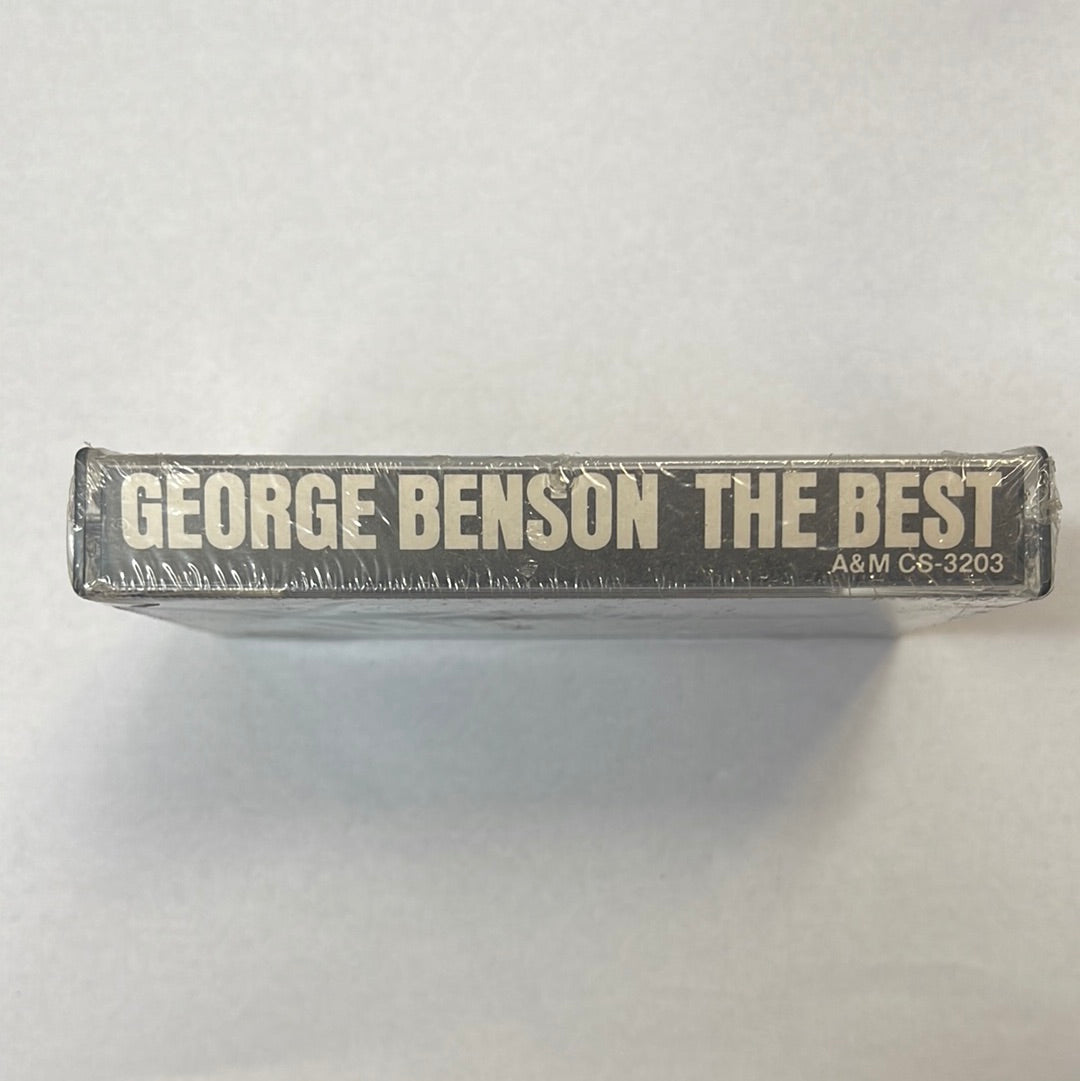 GEORGE BENSON THE BEST
A&M CS-3203